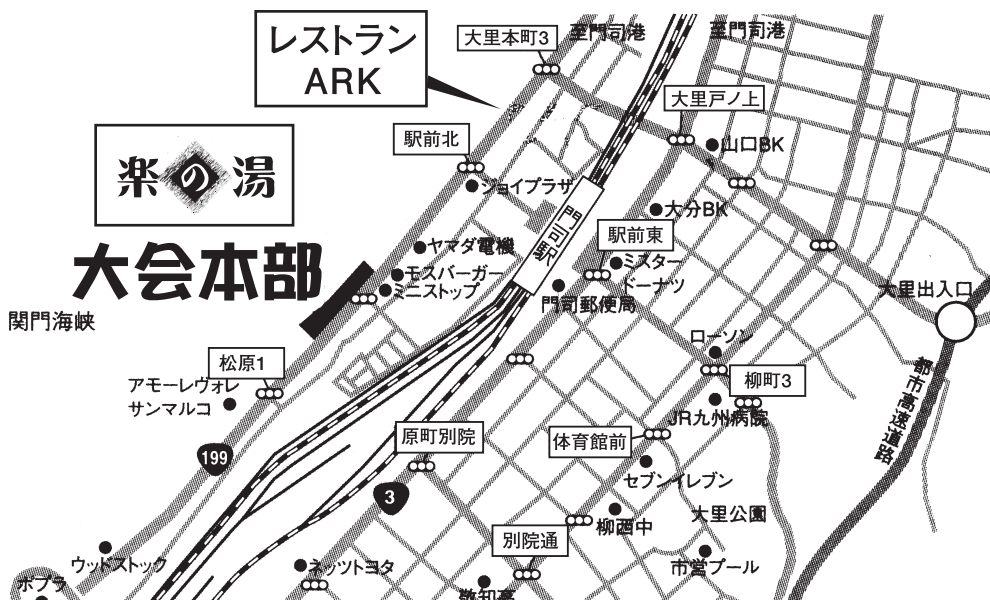 レストラン
ARK
大里本町3
至門司港
至門司港
大里戸ノ上
駅前北
山口BK
楽の湯
ジョイプラザ
門司駅
大分BK
駅前東
ヤマダ電機
大会本部
モスバーガー
ミニストップ
ミスター
ドーナツ
門司郵便局
大里出入口
関門海峡
松原1
ローソン
アモーレヴォレ
サンマルコ
柳町3
都市高速道路
JR九州病院
原町別院
体育館前
199
セブンイレブン
3
柳西中
大里公園
別院通
ウッドストック
ネッツトヨタ
市営プール
ポプラ
敬知高